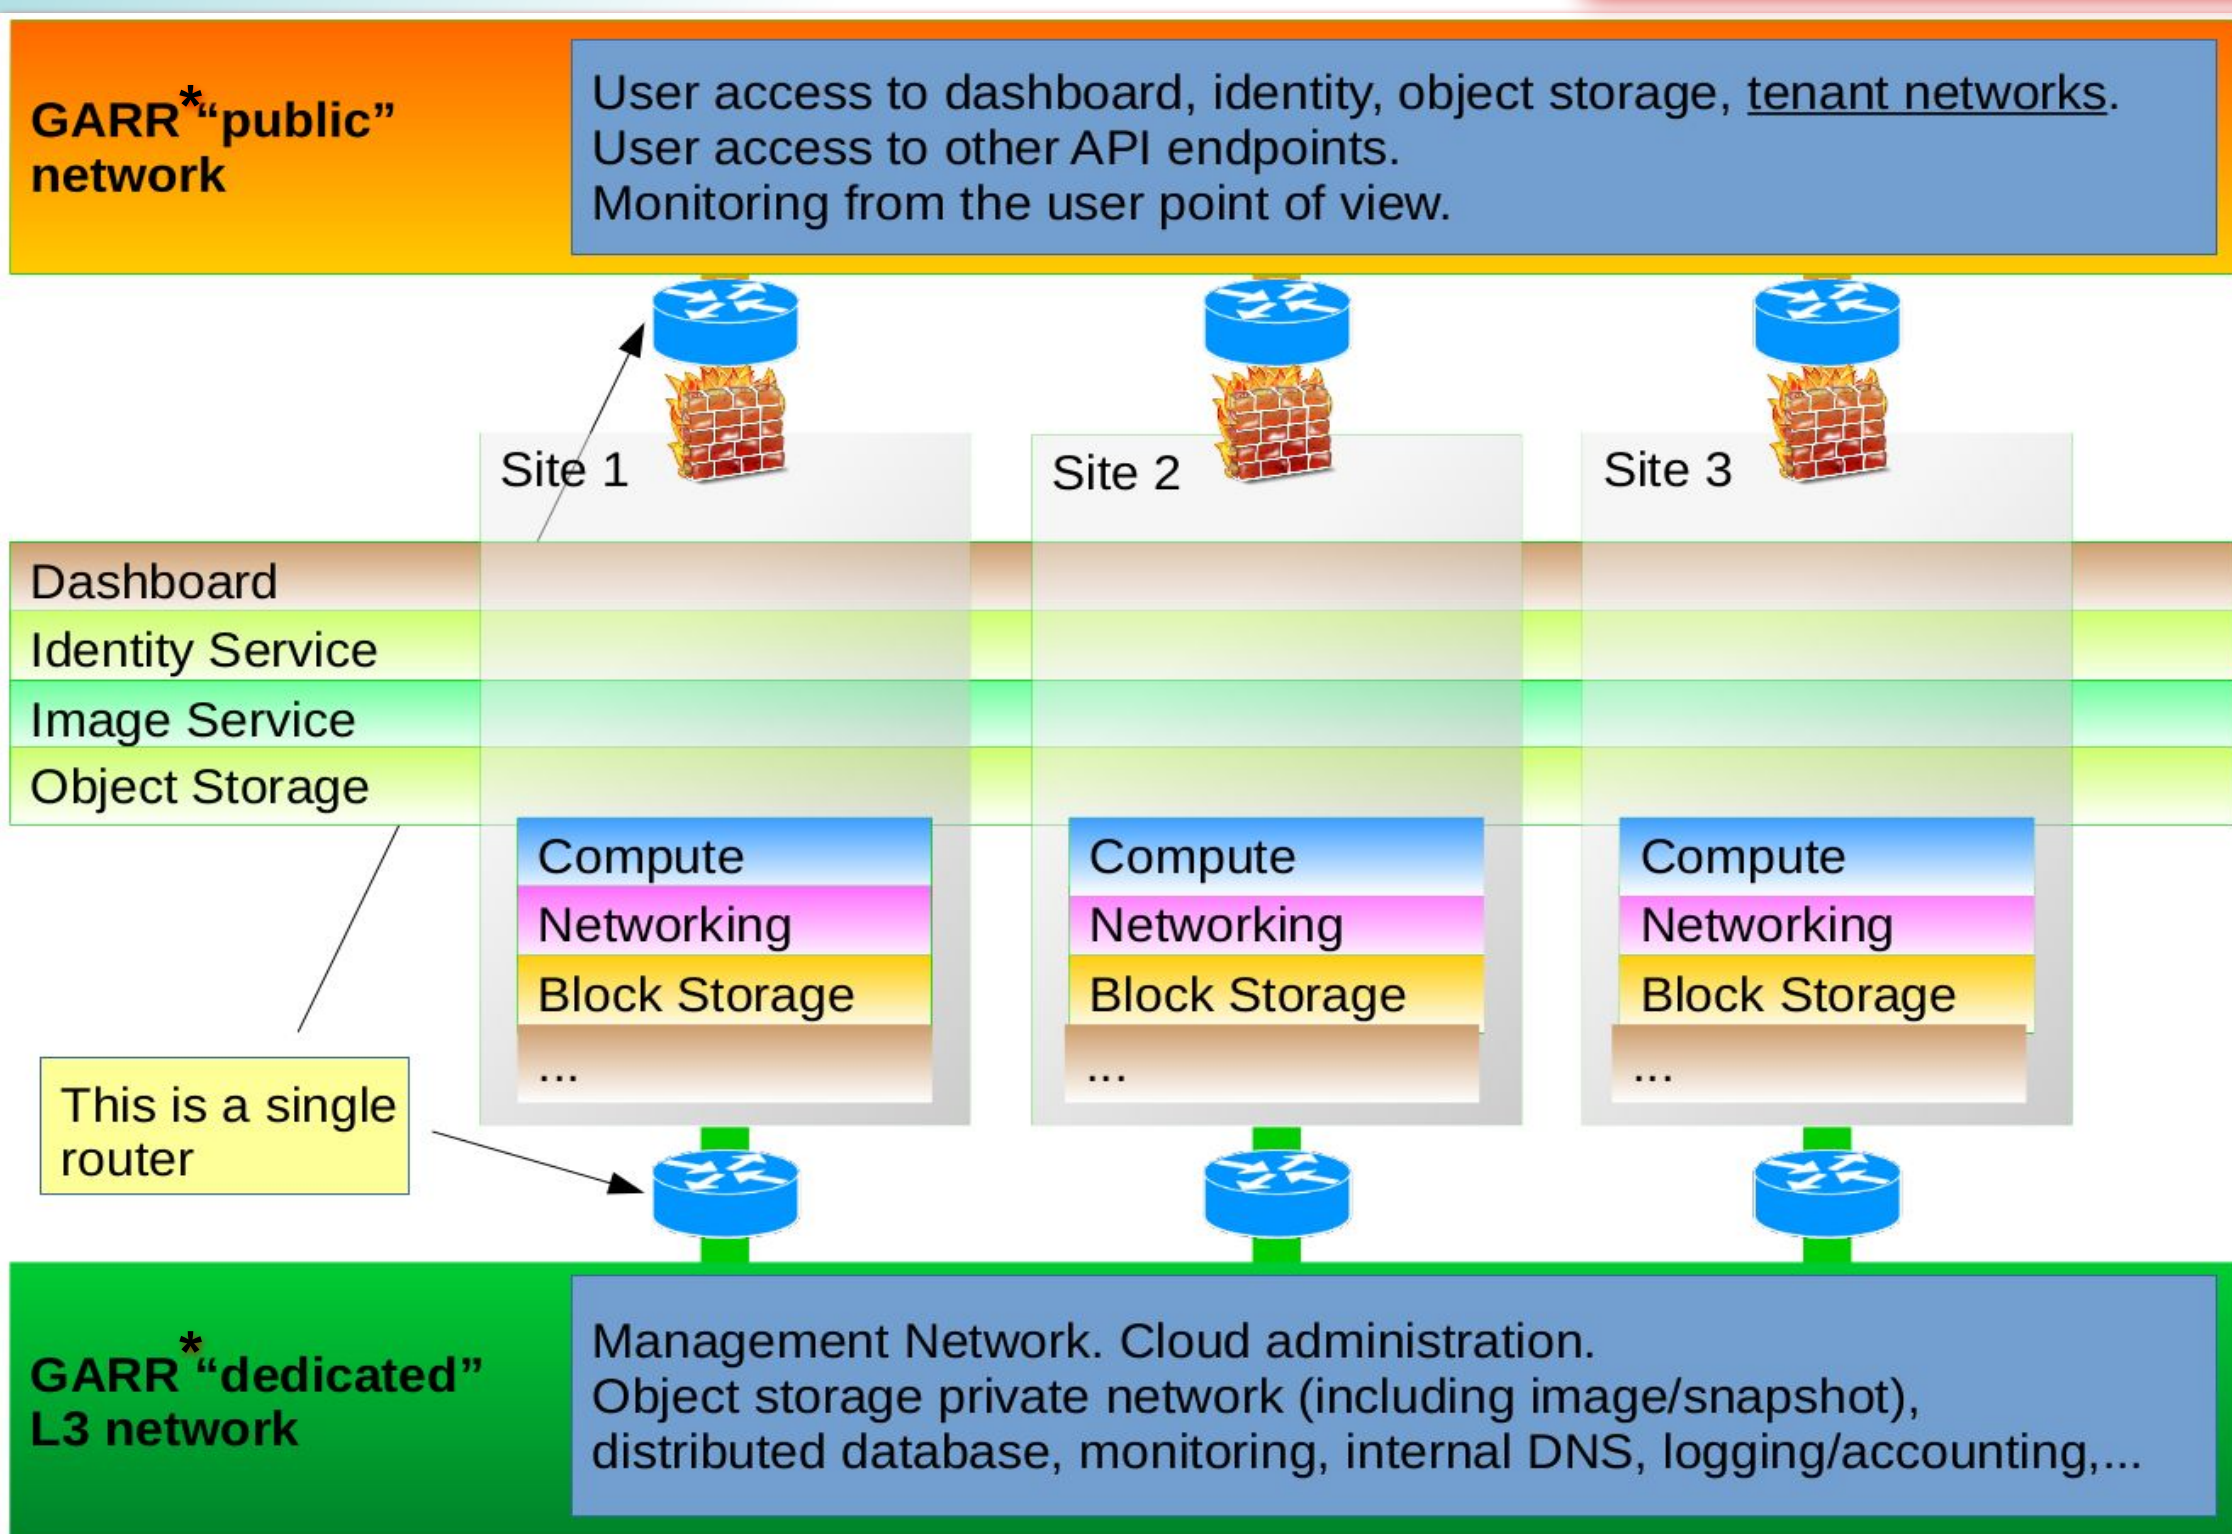 GARR*“public”
network
User access to dashboard, identity, object storage, tenant networks.
User access to other API endpoints.
Monitoring from the user point of view.
Site 1
Site 2
Site 3
Dashboard
Identity Service
Image Service
Object Storage
Compute
Networking
Block Storage
...
Compute
Networking
Block Storage
...
Compute
Networking
Block Storage
...
This is a single
router
GARR*“dedicated”
L3 network
Management Network. Cloud administration.
Object storage private network (including image/snapshot),
distributed database, monitoring, internal DNS, logging/accounting,...